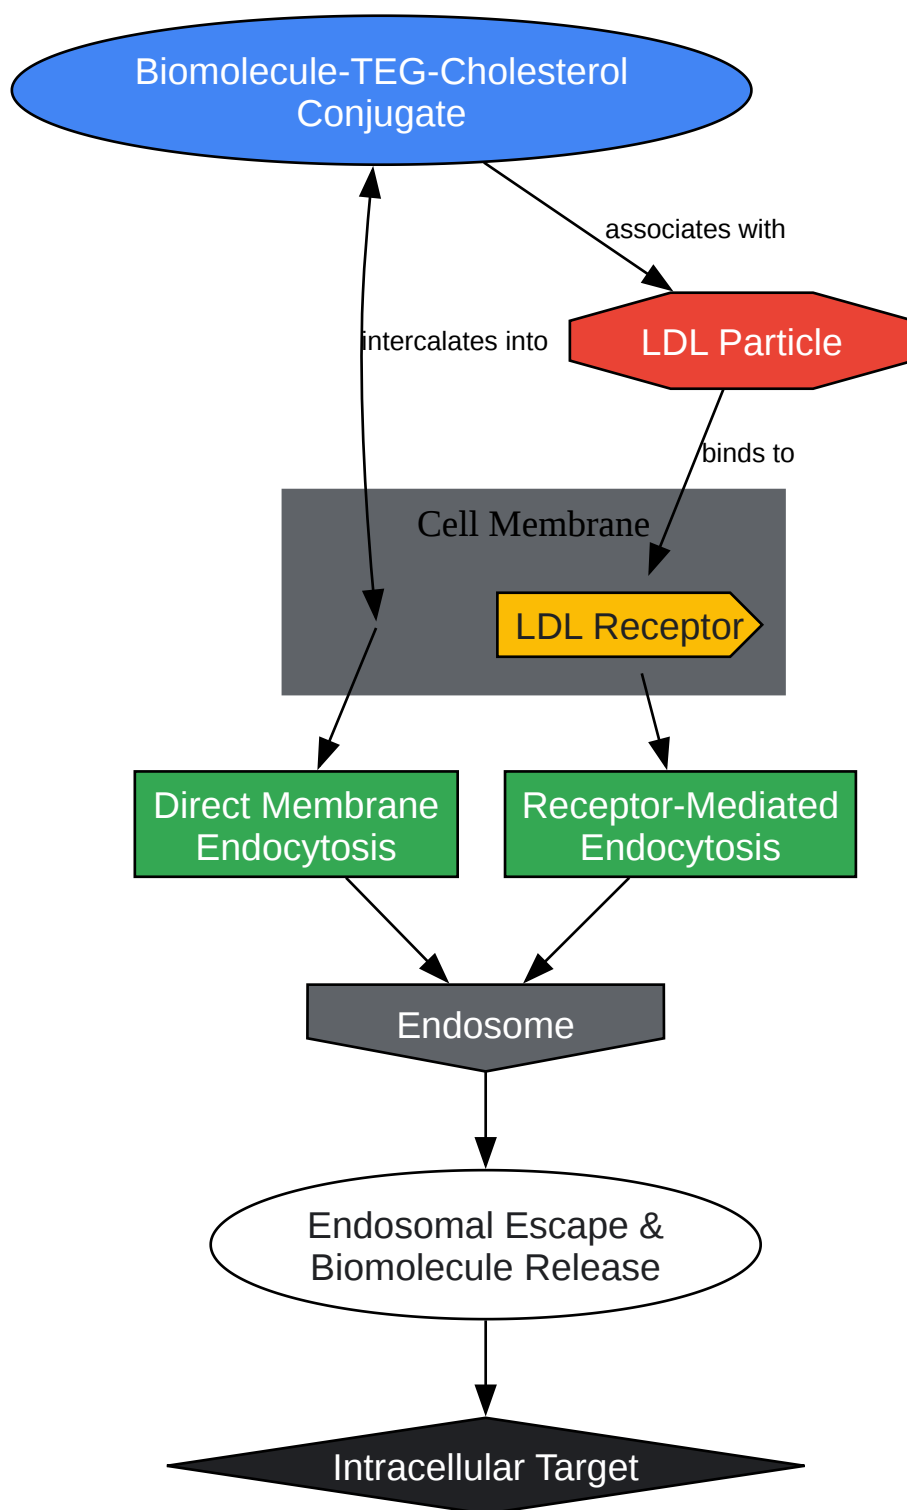 Biomolecule-TEG-Cholesterol
Conjugate
associates with
intercalates into
LDL Particle
binds to
Cell Membrane
LDL Receptor
Direct Membrane
Endocytosis
Receptor-Mediated
Endocytosis
Endosome
Endosomal Escape &
Biomolecule Release
Intracellular Target